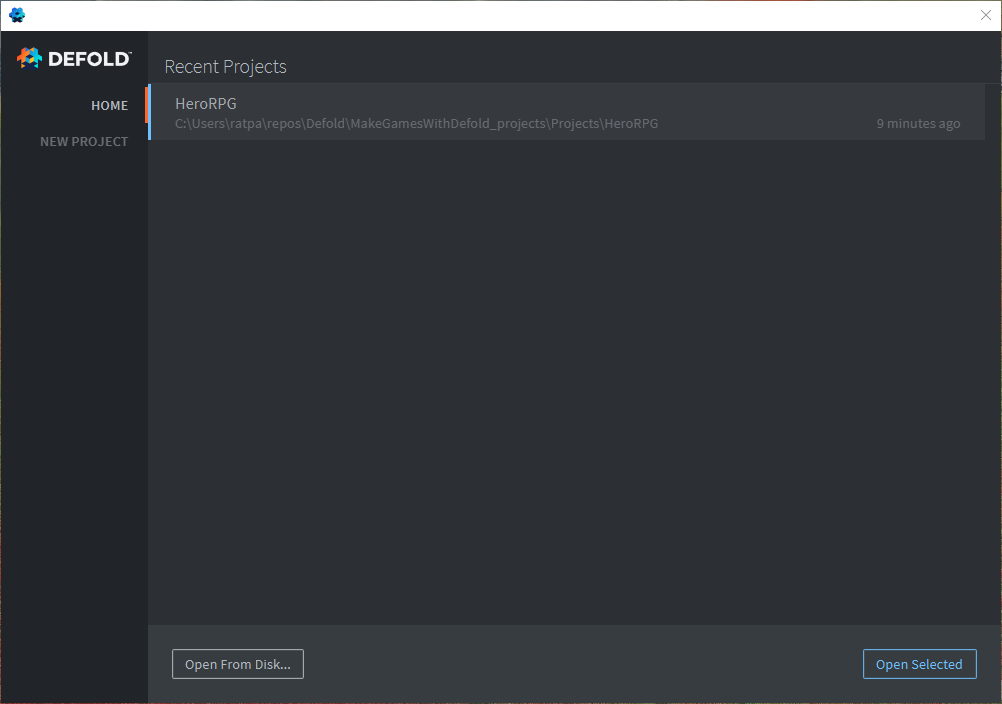 DEFOLD™
HOME
NEW PROJECT
Recent Projects
HeroRPG
C:\Users\ratpa\repos\Defold\MakeGamesWithDefold_projects\Projects\HeroRPG
9 minutes ago
Open From Disk...
Open Selected